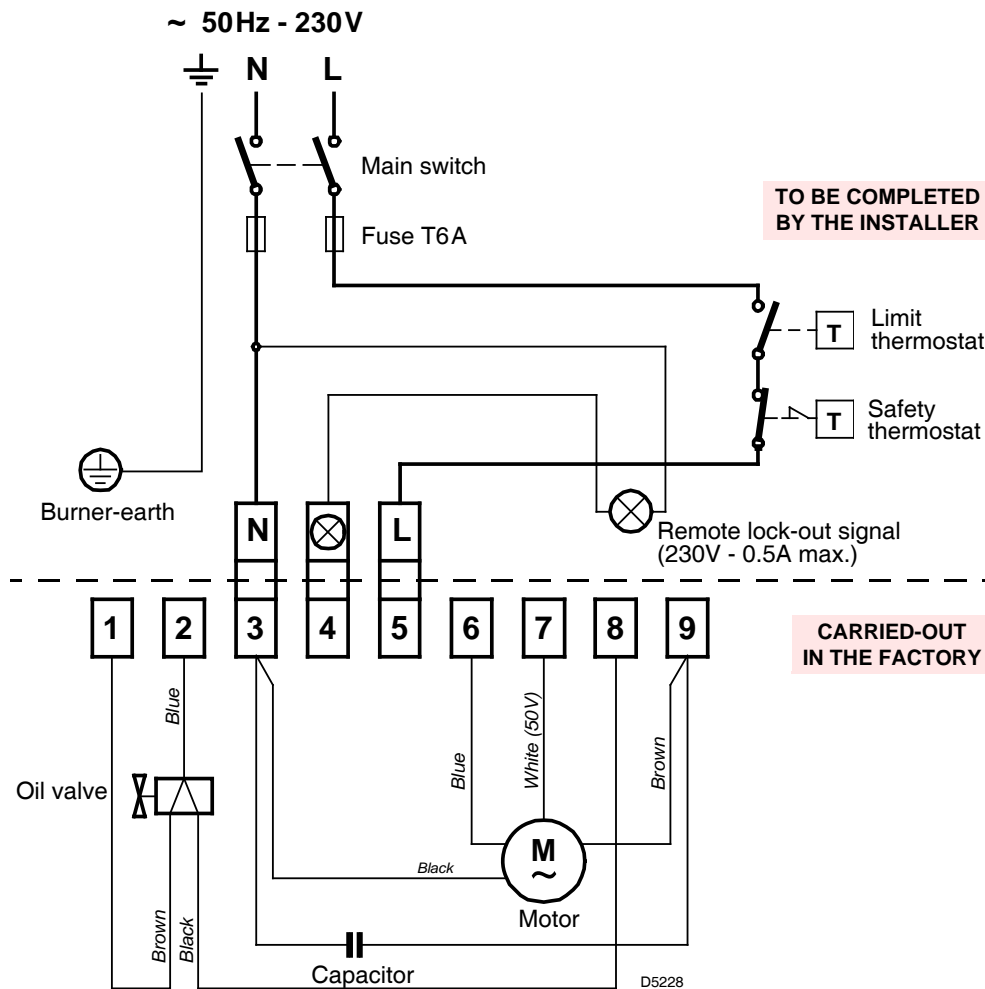 ~ 50Hz - 230V
N L
Main switch
TO BE COMPLETED
BY THE INSTALLER
Fuse T6A
T
Limit
thermostat
T
Safety
thermostat
Burner-earth
N L
Remote lock-out signal
(230V - 0.5A max.)
1 2 3 4 5 6 7 8 9
CARRIED-OUT
IN THE FACTORY
Blue
Blue
White (50V)
Brown
Oil valve
M
~
Black
Motor
Brown
Black
Capacitor
D5228